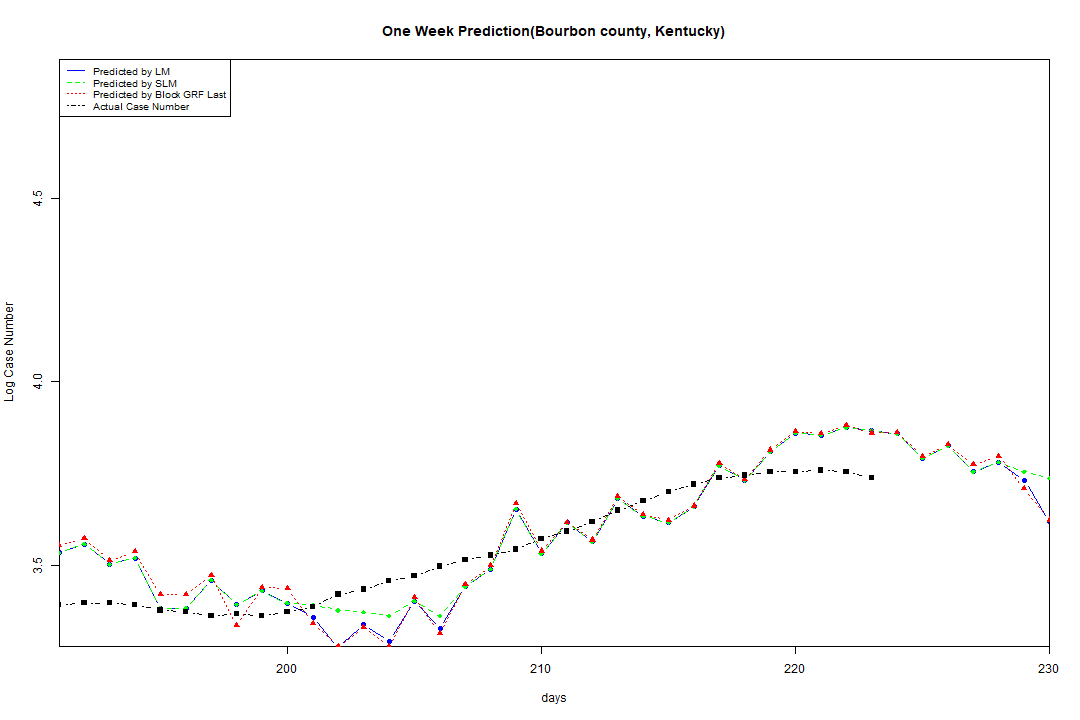 One Week Prediction(Bourbon county, Kentucky)
Predicted by LM
Predicted by SLM
Predicted by Block GRF Last
Actual Case Number
4.5
4.0
3.5
Log Case Number
200 210 220 230
days